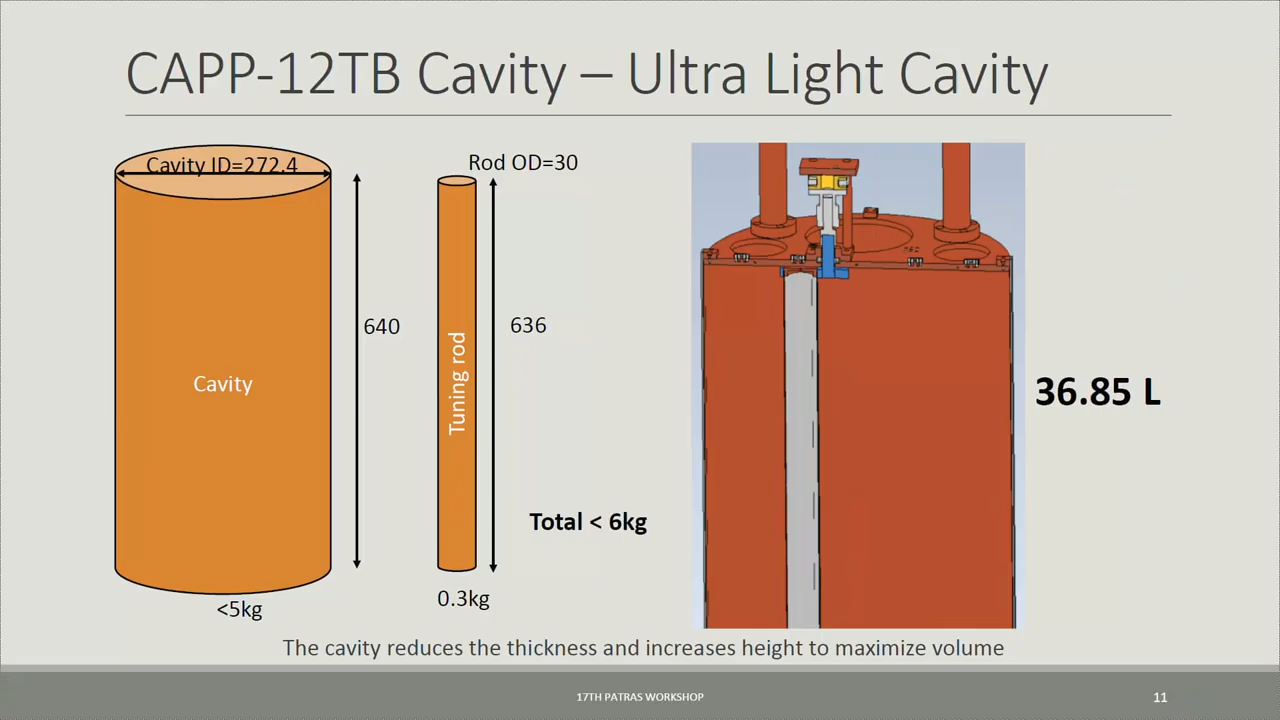 CAPP-12TB Cavity – Ultra Light Cavity
Cavity ID=272.4
Rod OD=30
640
636
Cavity
Tuning rod
36.85 L
Total < 6kg
<5kg
0.3kg
The cavity reduces the thickness and increases height to maximize volume
17TH PATRAS WORKSHOP
11